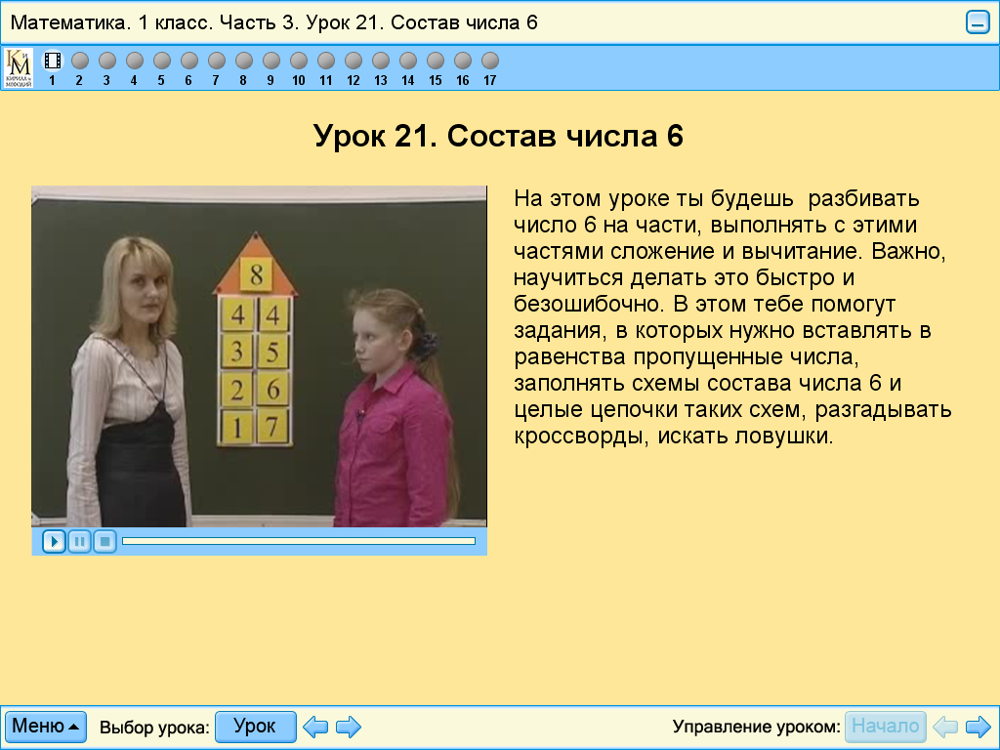 Математика. 1 класс. Часть 3. Урок 21. Состав числа 6
КиМ
КИРИЛЛ и
МЕФОДИЙ
1 2 3 4 5 6 7 8 9 10 11 12 13 14 15 16 17
Урок 21. Состав числа 6
8
4 4
3 5
2 6
1 7
На этом уроке ты будешь  разбивать
число 6 на части, выполнять с этими
частями сложение и вычитание. Важно,
научиться делать это быстро и
безошибочно. В этом тебе помогут
задания, в которых нужно вставлять в
равенства пропущенные числа,
заполнять схемы состава числа 6 и
целые цепочки таких схем, разгадывать
кроссворды, искать ловушки.
Меню Выбор урока: Урок Управление уроком: Начало